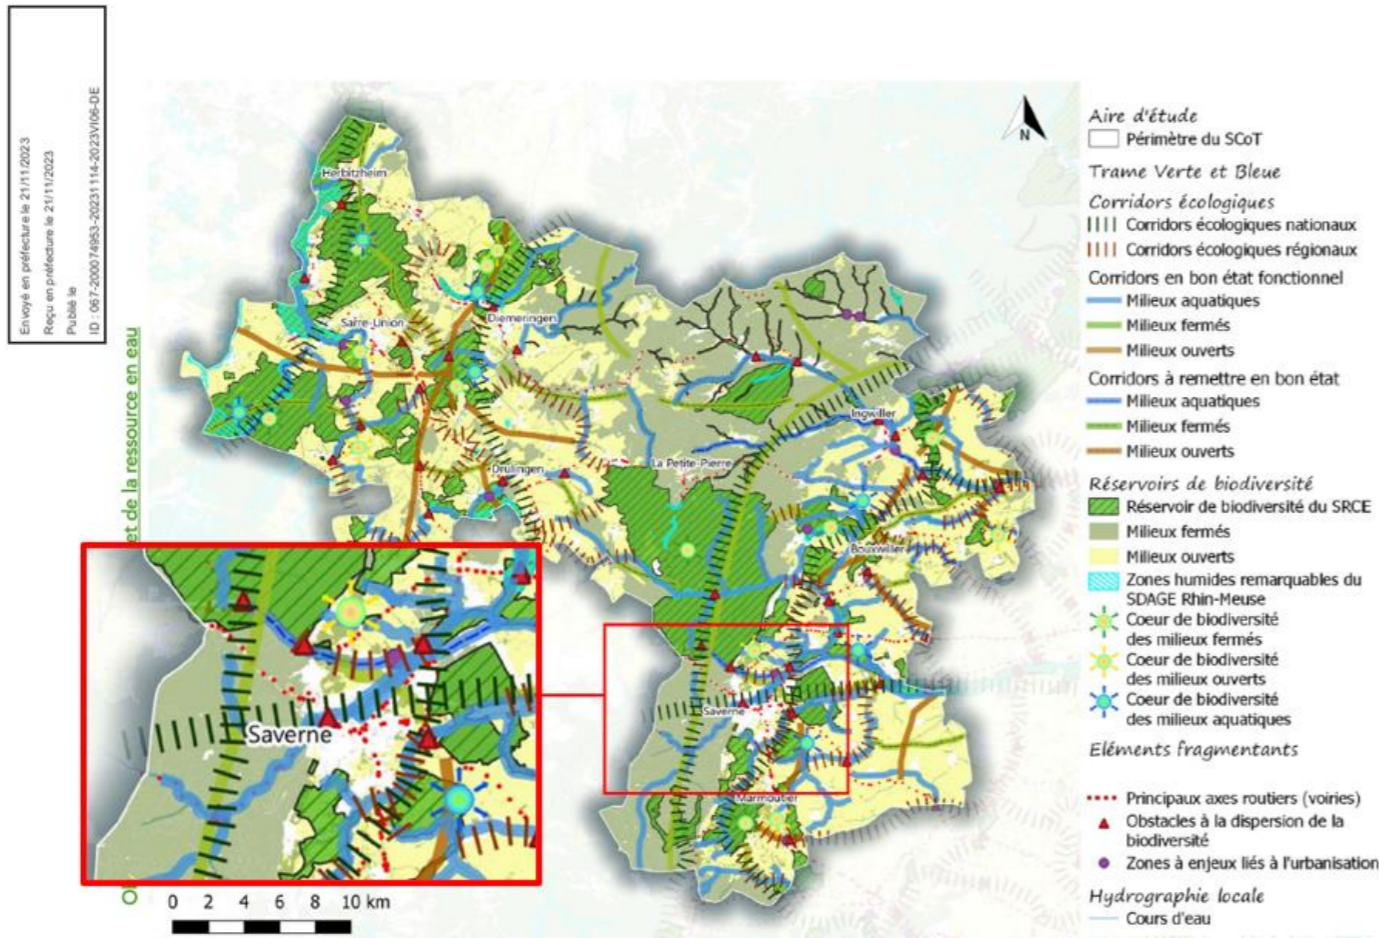 Envoyé en préfecture le 21/11/2023
Reçu en préfecture le 21/11/2023
Publié le
ID : 067-200074953-20231114-2023VI06-DE
et de la ressource en eau
N
Herbitzheim
Sarre-Union
Diemeringen
Ingwiller
La Petite-Pierre
Drulingen
Bouxwiller
Saverne
Marmoutier
Saverne
0 2 4 6 8 10 km
Aire d'étude
Périmètre du SCoT
Trame Verte et Bleue
Corridors écologiques
Corridors écologiques nationaux
Corridors écologiques régionaux
Corridors en bon état fonctionnel
Milieux aquatiques
Milieux fermés
Milieux ouverts
Corridors à remettre en bon état
Milieux aquatiques
Milieux fermés
Milieux ouverts
Réservoirs de biodiversité
Réservoir de biodiversité du SRCE
Milieux fermés
Milieux ouverts
Zones humides remarquables du
SDAGE Rhin-Meuse
Coeur de biodiversité
des milieux fermés
Coeur de biodiversité
des milieux ouverts
Coeur de biodiversité
des milieux aquatiques
Eléments fragmentants
Principaux axes routiers (voiries)
Obstacles à la dispersion de la
biodiversité
Zones à enjeux liés à l'urbanisation
Hydrographie locale
Cours d'eau